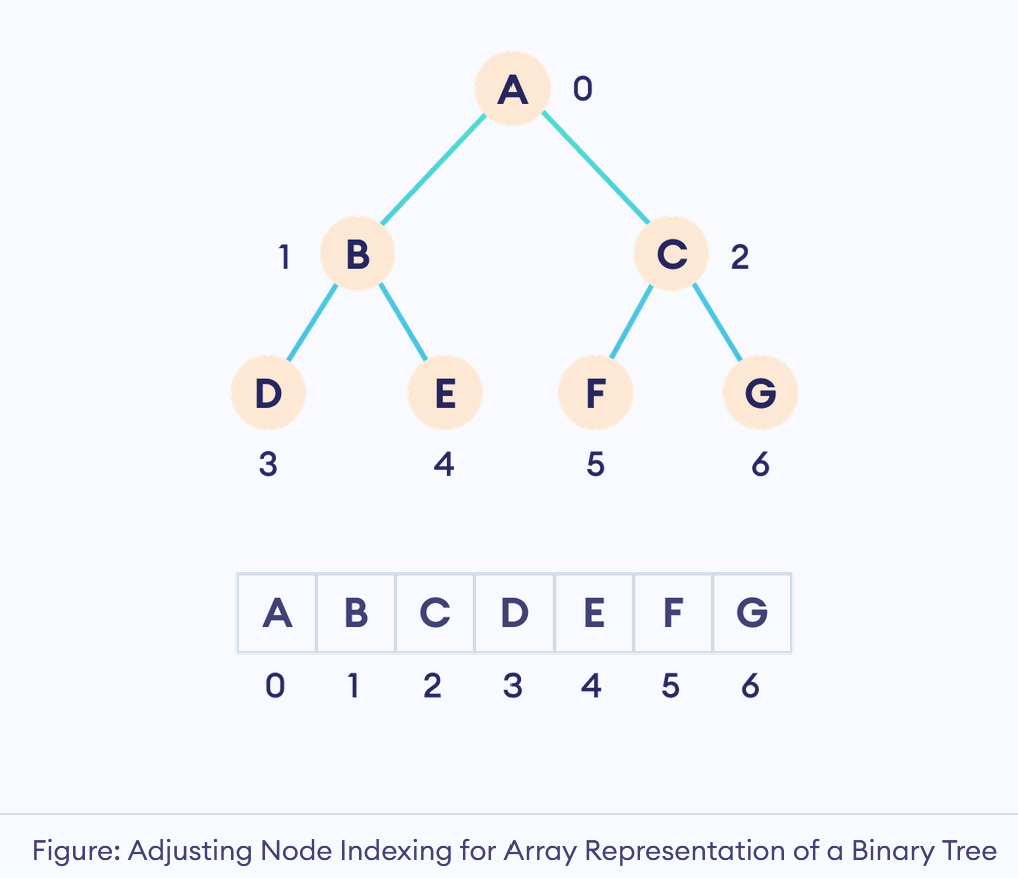 A 0
1 B C 2
D E F G
3 4 5 6
A B C D E F G
0 1 2 3 4 5 6
Figure: Adjusting Node Indexing for Array Representation of a Binary Tree